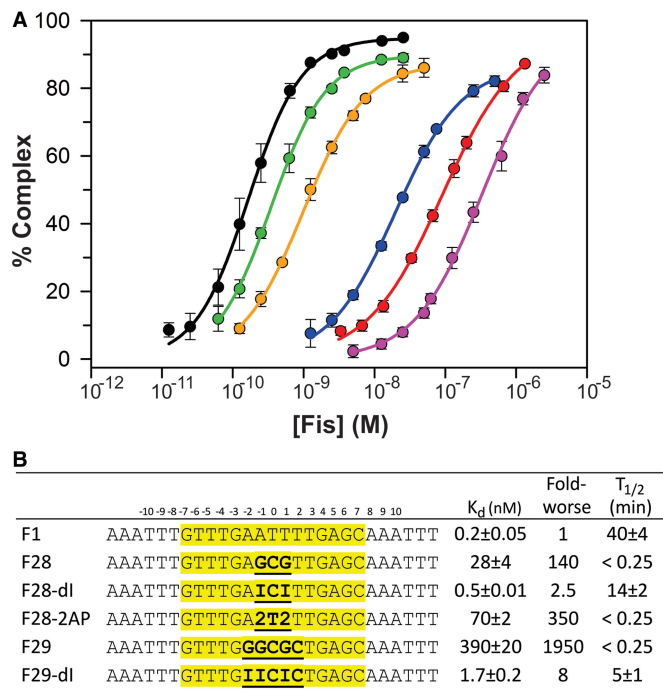 A
% Complex
100
80
60
40
20
0
10-12 10-11 10-10 10-9 10-8 10-7 10-6 10-5
[Fis] (M)
B
-10 -9 -8 -7 -6 -5 -4 -3 -2 -1 0 1 2 3 4 5 6 7 8 9 10 Kd (nM) Fold-worse T1/2 (min)
F1 AAATTTGTTTGAATTTTGAGCAAATTT 0.2±0.05 1 40±4
F28 AAATTTGTTTGAGCGTTGAGCAAATTT 28±4 140 < 0.25
F28-dI AAATTTGTTTGAICITTGAGCAAATTT 0.5±0.01 2.5 14±2
F28-2AP AAATTTGTTTGA2T2TTGAGCAAATTT 70±2 350 < 0.25
F29 AAATTTGTTTGGGCGCTGAGCAAATTT 390±20 1950 < 0.25
F29-dI AAATTTGTTTGIICICTGAGCAAATTT 1.7±0.2 8 5±1